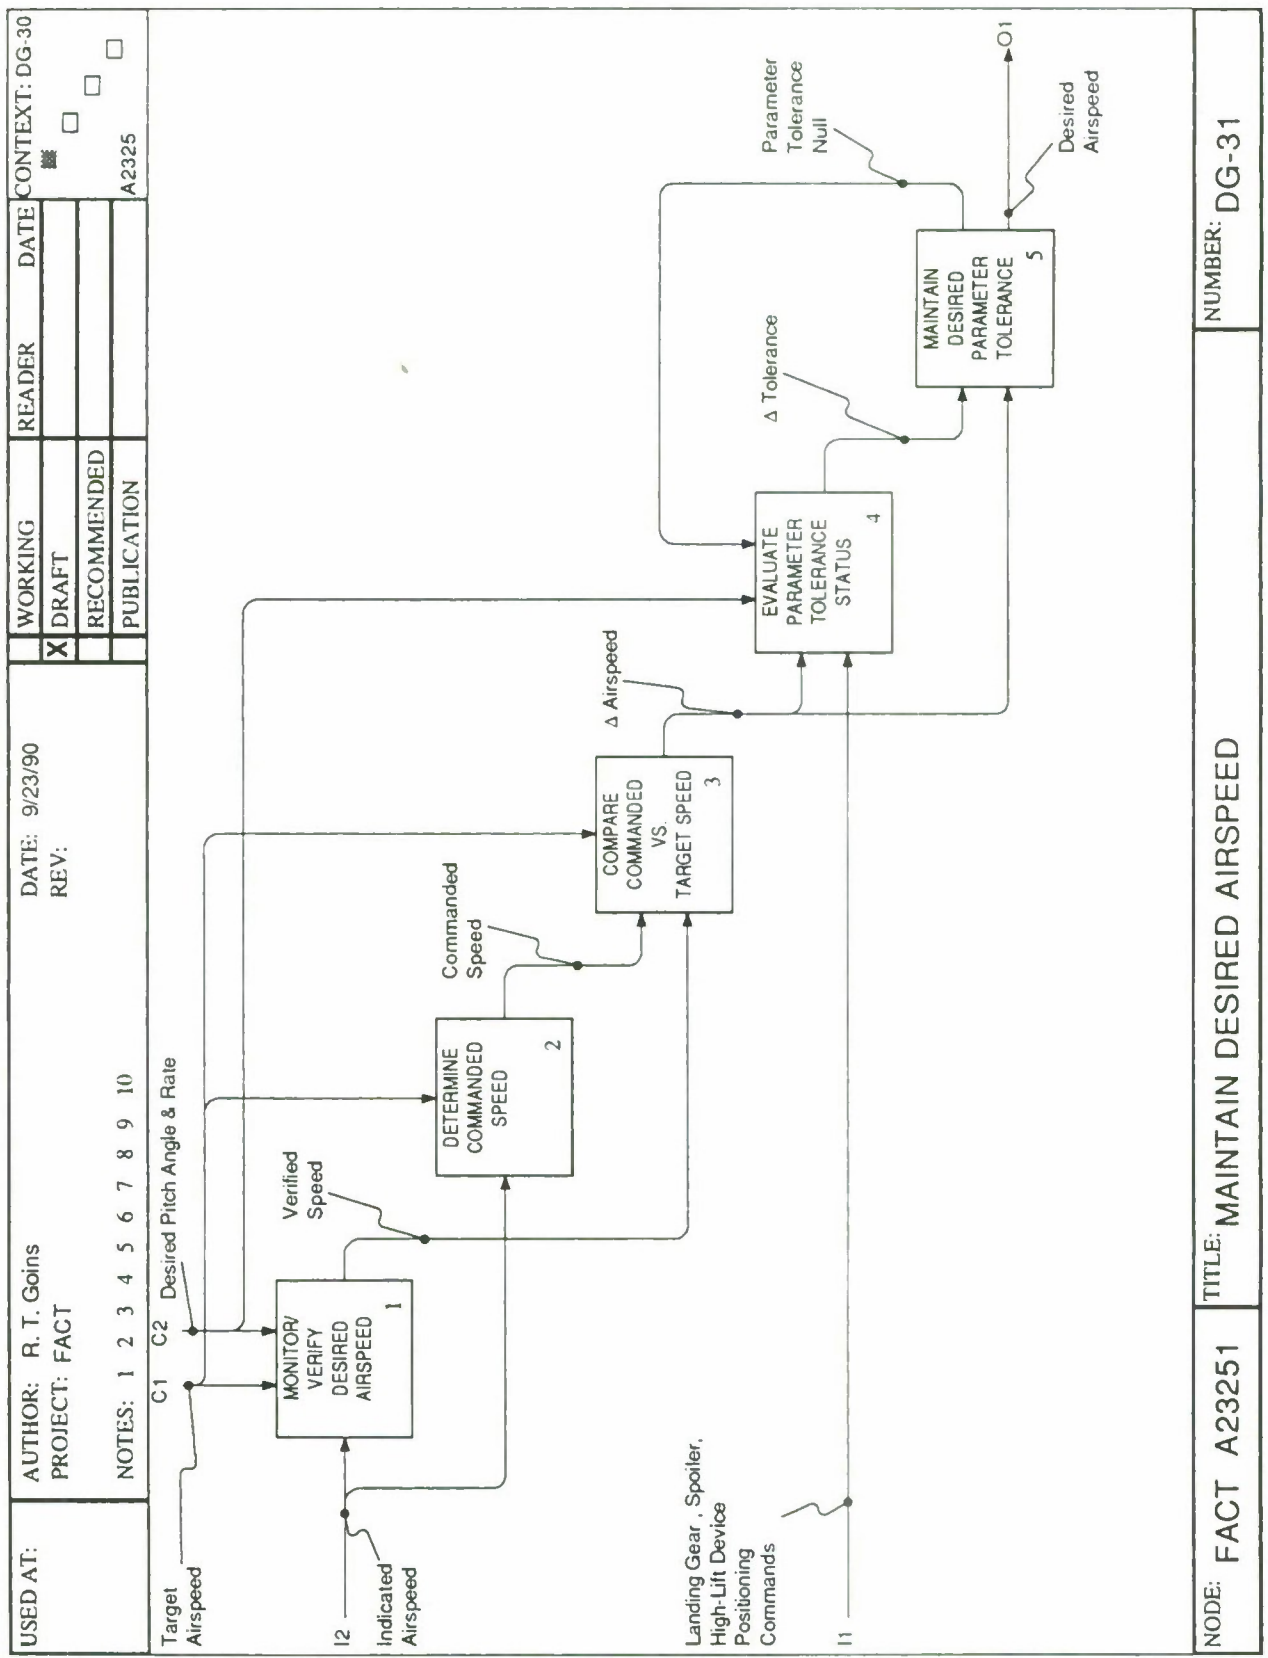 USED AT:
AUTHOR: R. T. Goins
PROJECT: FACT
DATE: 9/23/90
REV:
NOTES: 1 2 3 4 5 6 7 8 9 10
WORKING
X DRAFT
RECOMMENDED
PUBLICATION
READER
DATE
CONTEXT: DG-30
A2325
Target
Airspeed
C1
C2
Desired Pitch Angle & Rate
I2
Indicated
Airspeed
MONITOR/
VERIFY
DESIRED
AIRSPEED
1
Verified
Speed
DETERMINE
COMMANDED
SPEED
2
Commanded
Speed
COMPARE
COMMANDED
VS.
TARGET SPEED
3
Δ Airspeed
EVALUATE
PARAMETER
TOLERANCE
STATUS
4
Δ Tolerance
MAINTAIN
DESIRED
PARAMETER
TOLERANCE
5
Parameter
Tolerance
Null
Desired
Airspeed
O1
Landing Gear , Spoiler,
High-Lift Device
Positioning
Commands
I1
NODE: FACT A23251
TITLE: MAINTAIN DESIRED AIRSPEED
NUMBER: DG-31